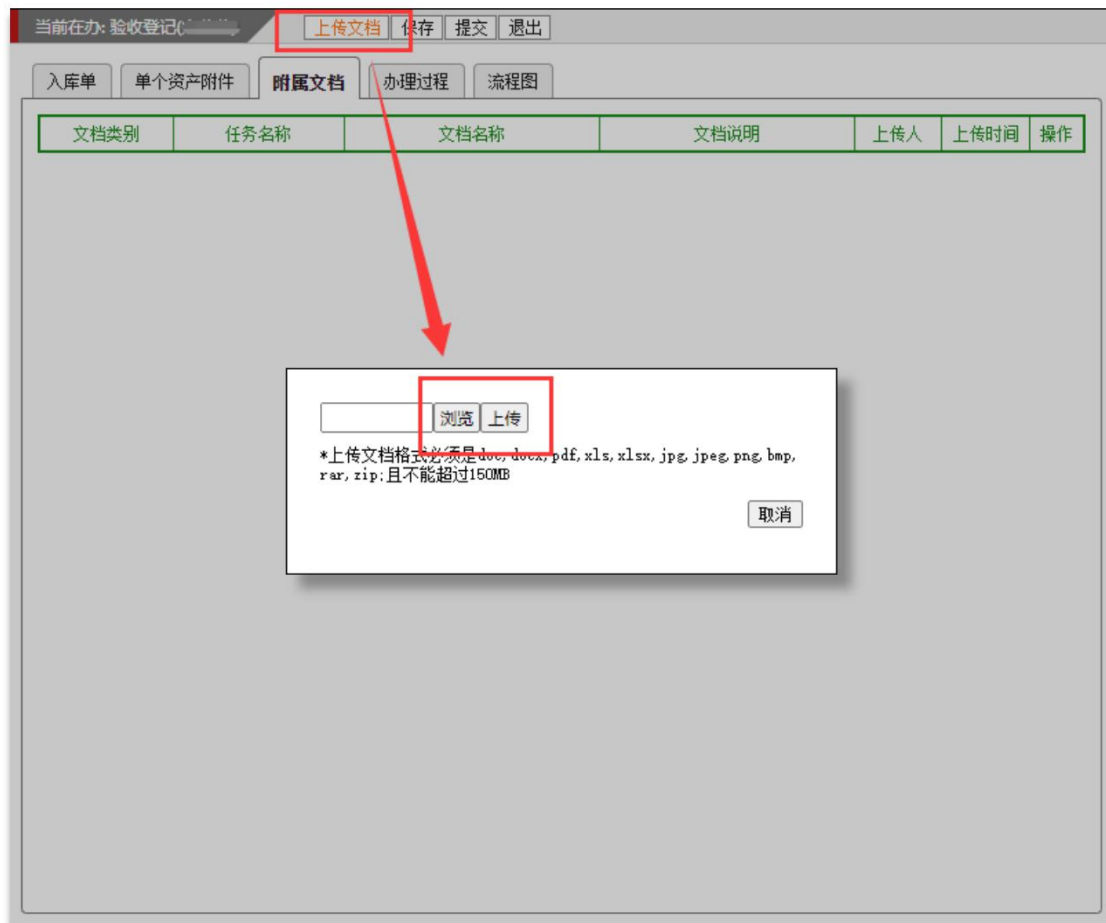 当前在办: 验收登记(
上传文档 保存 提交 退出
入库单 单个资产附件 附属文档 办理过程 流程图
文档类别 任务名称 文档名称 文档说明 上传人 上传时间 操作
浏览 上传
*上传文档格式必须是doc,docx,pdf,xls,xlsx,jpg,jpeg,png,bmp,
rar,zip;且不能超过150MB
取消